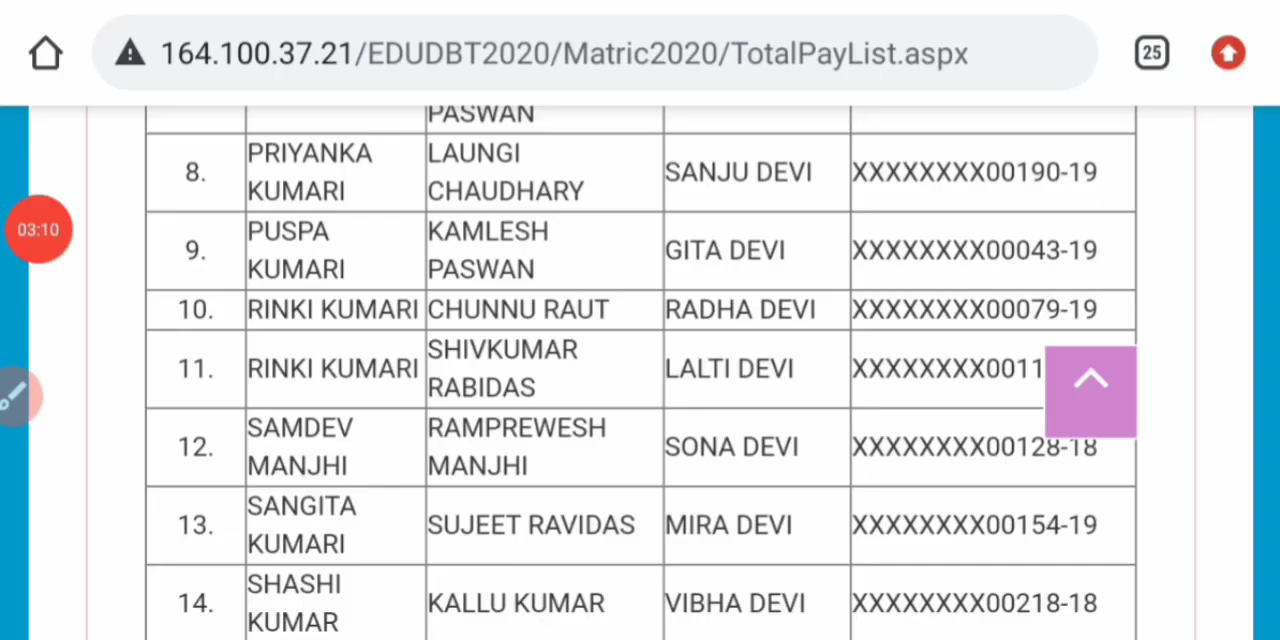 164.100.37.21/EDUDBT2020/Matric2020/TotalPayList.aspx
25
PASWAN
8.
PRIYANKA
KUMARI
LAUNGI
CHAUDHARY
SANJU DEVI
XXXXXXXX00190-19
03:10
9.
PUSPA
KUMARI
KAMLESH
PASWAN
GITA DEVI
XXXXXXXX00043-19
10.
RINKI KUMARI
CHUNNU RAUT
RADHA DEVI
XXXXXXXX00079-19
11.
RINKI KUMARI
SHIVKUMAR
RABIDAS
LALTI DEVI
XXXXXXXX0011
12.
SAMDEV
MANJHI
RAMPREWESH
MANJHI
SONA DEVI
XXXXXXXX00128-18
13.
SANGITA
KUMARI
SUJEET RAVIDAS
MIRA DEVI
XXXXXXXX00154-19
14.
SHASHI
KUMAR
KALLU KUMAR
VIBHA DEVI
XXXXXXXX00218-18